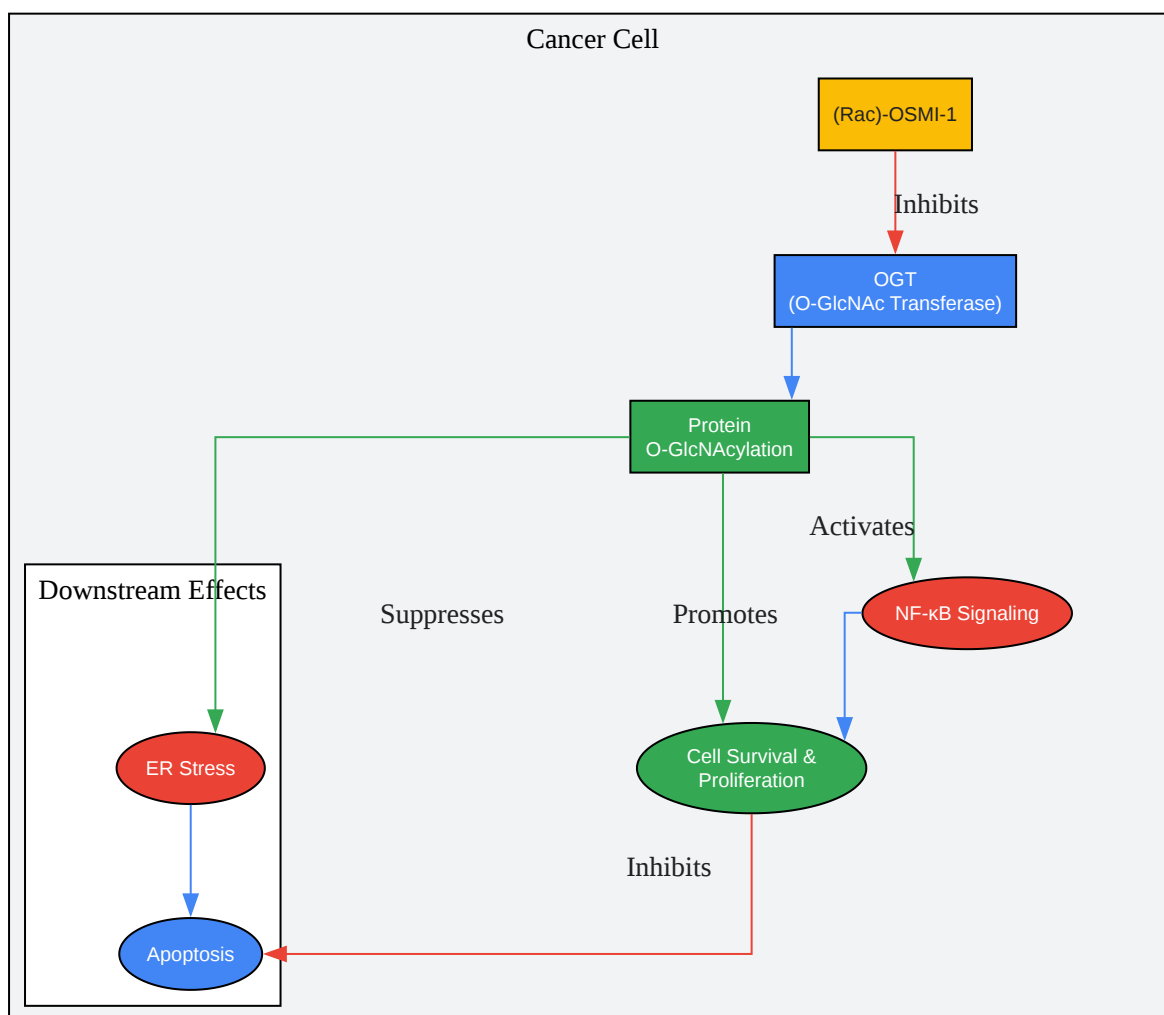 Cancer Cell
(Rac)-OSMI-1
Inhibits
OGT
(O-GlcNAc Transferase)
Protein
O-GlcNAcylation
Activates
Downstream Effects
Suppresses
Promotes
NF-κB Signaling
ER Stress
Cell Survival &
Proliferation
Inhibits
Apoptosis